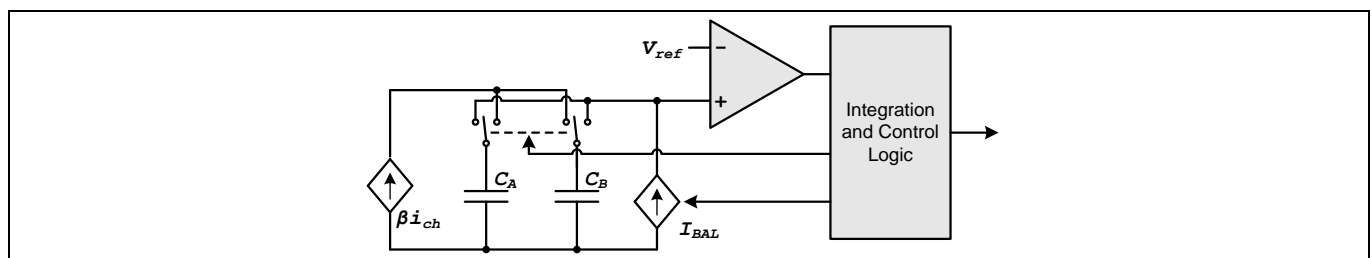 V_ref
−
+
Integration
and Control
Logic
C_A
C_B
βi_ch
I_BAL